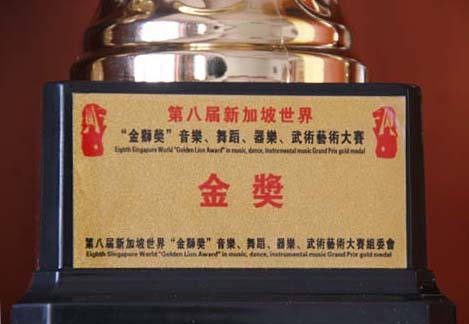 第八届新加坡世界
“金獅獎”音樂、舞蹈、器樂、武術藝術大賽
Eighth Singapore World "Golden Lion Award" in music, dance, instrumental music Grand Prix gold medal
金獎
第八届新加坡世界“金獅獎”音樂、舞蹈、器樂、武術藝術大賽組委會
Eighth Singapore World "Golden Lion Award" in music, dance, instrumental music Grand Prix gold medal